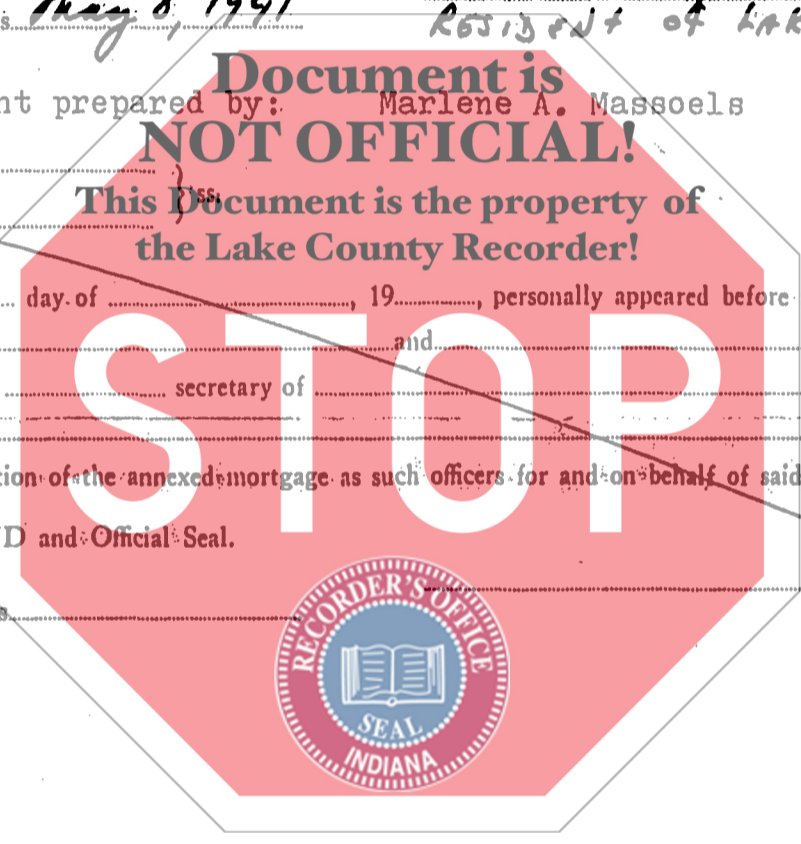 s. May 8, 1991 Resident of LAK
Document is
nt prepared by: Marlene A. Massoels
NOT OFFICIAL!
ss:
This Document is the property of
the Lake County Recorder!
day of , 19 , personally appeared before
STOP
and
secretary of
tion of the annexed mortgage as such officers for and on behalf of said
D and Official Seal.
s.
RECORDER'S OFFICE
SEAL
INDIANA